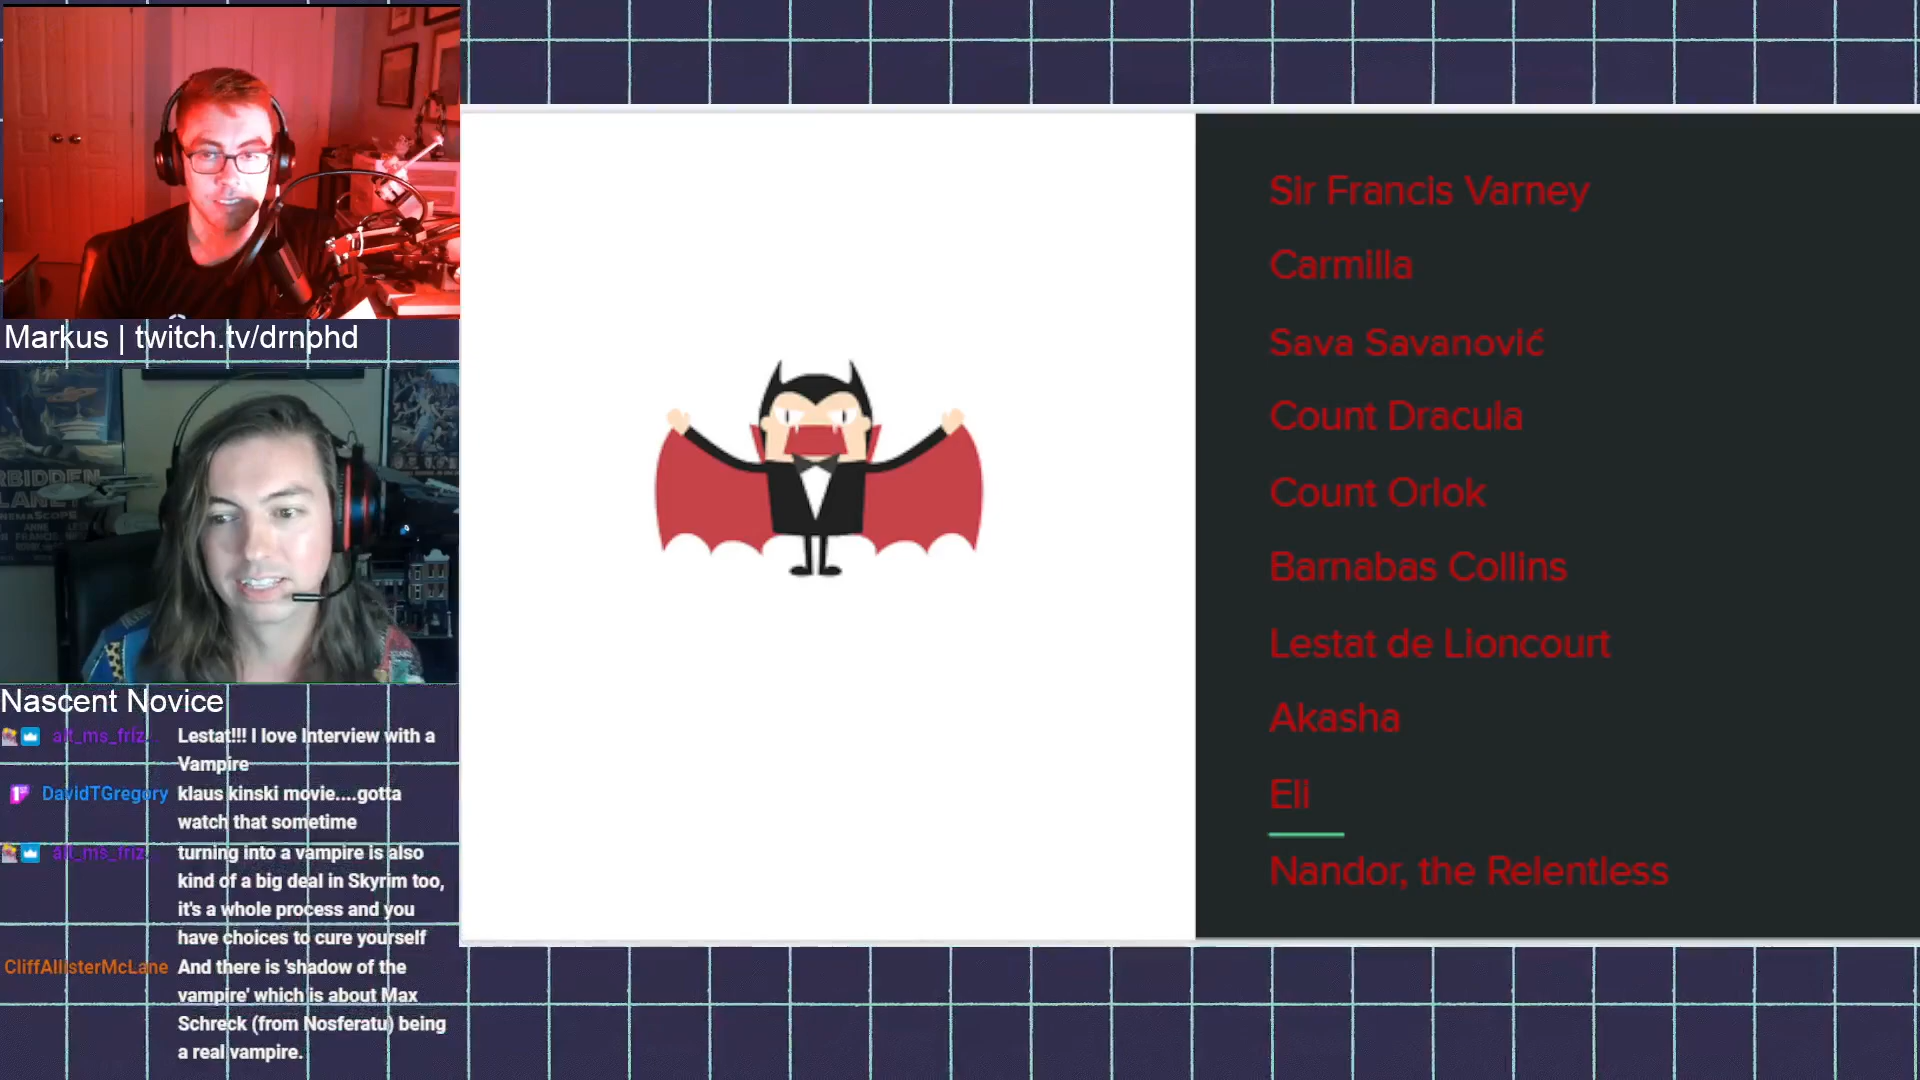 Markus | twitch.tv/drnphd
Nascent Novice
Lestat!!! I love Interview with a
Vampire
DavidTGregory klaus kinski movie....gotta
watch that sometime
turning into a vampire is also
kind of a big deal in Skyrim too,
it's a whole process and you
have choices to cure yourself
CliffAllisterMcLane And there is 'shadow of the
vampire' which is about Max
Schreck (from Nosferatu) being
a real vampire.
Sir Francis Varney
Carmilla
Sava Savanović
Count Dracula
Count Orlok
Barnabas Collins
Lestat de Lioncourt
Akasha
Eli
Nandor, the Relentless